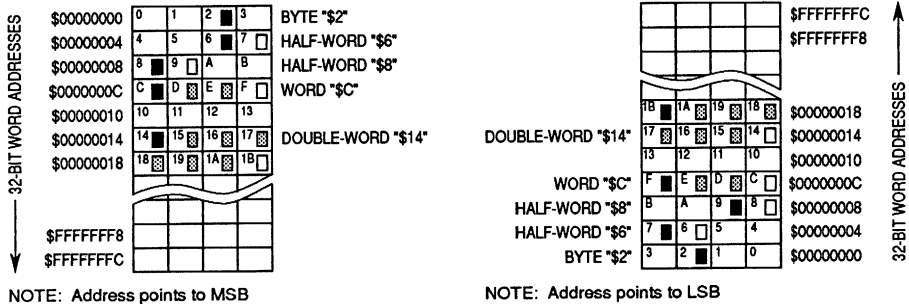 32-BIT WORD ADDRESSES
$00000000 0 1 2 3 BYTE "$2"
$00000004 4 5 6 7 HALF-WORD "$6"
$00000008 8 9 A B HALF-WORD "$8"
$0000000C C D E F WORD "$C"
$00000010 10 11 12 13
$00000014 14 15 16 17 DOUBLE-WORD "$14"
$00000018 18 19 1A 1B
$FFFFFFF8
$FFFFFFFC
NOTE: Address points to MSB
$FFFFFFFC
$FFFFFFF8
1B 1A 19 18 $00000018
DOUBLE-WORD "$14" 17 16 15 14 $00000014
13 12 11 10 $00000010
WORD "$C" F E D C $0000000C
HALF-WORD "$8" B A 9 8 $00000008
HALF-WORD "$6" 7 6 5 4 $00000004
BYTE "$2" 3 2 1 0 $00000000
32-BIT WORD ADDRESSES
NOTE: Address points to LSB